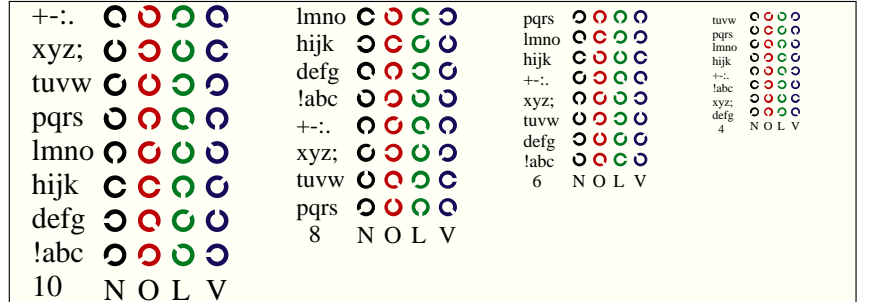 +-:.
xyz;
tuvw
pqrs
lmno
hijk
defg
!abc
10 N O L V
lmno
hijk
defg
!abc
+-:.
xyz;
tuvw
pqrs
8 N O L V
pqrs
lmno
hijk
+-:.
xyz;
tuvw
defg
!abc
6 N O L V
tuvw
pqrs
lmno
hijk
+-:.
!abc
xyz;
defg
4 N O L V